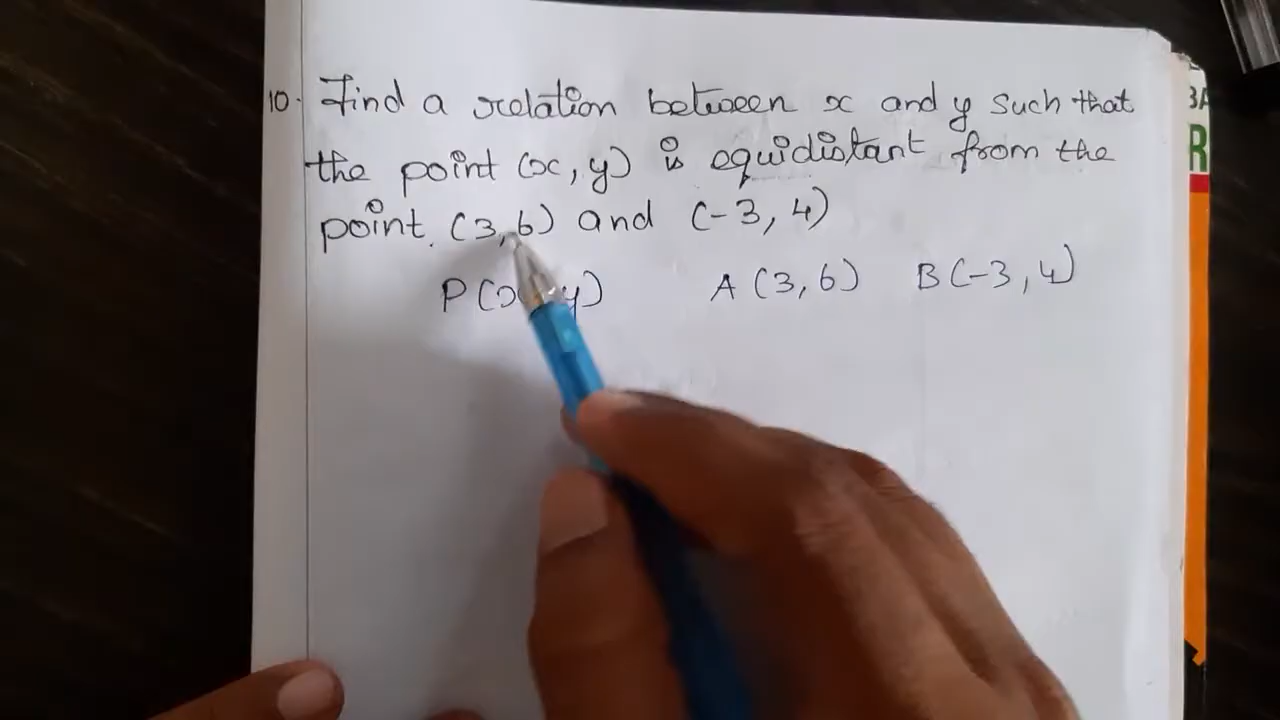 10. Find a relation between x and y such that
the point (x, y) is equidistant from the
point. (3, 6) and (-3, 4)
P(x, y) A (3, 6) B (-3, 4)